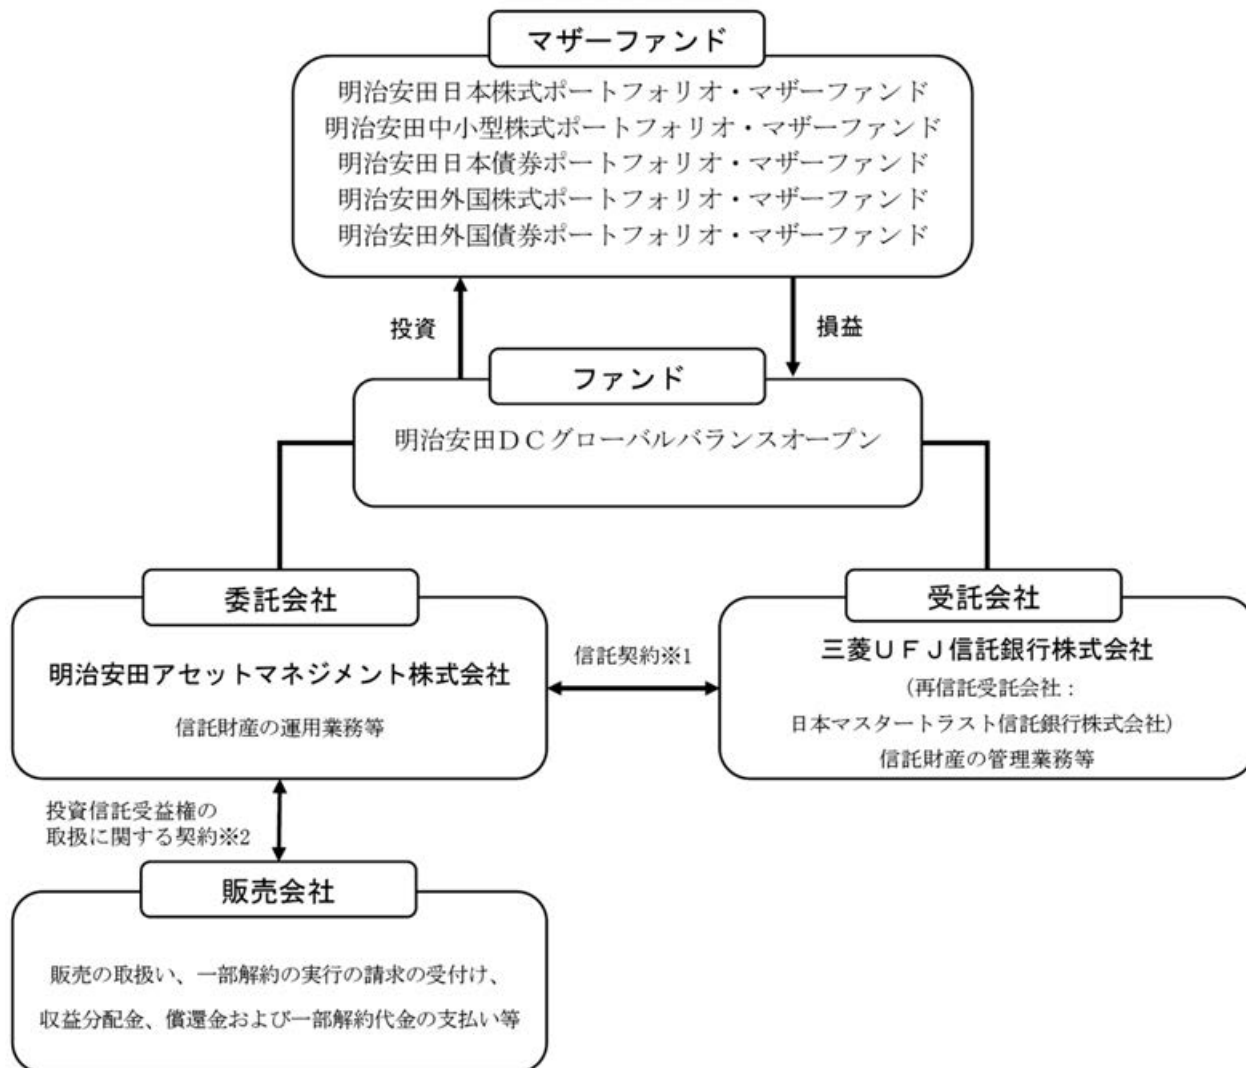 マザーファンド
明治安田日本株式ポートフォリオ・マザーファンド
明治安田中小型株式ポートフォリオ・マザーファンド
明治安田日本債券ポートフォリオ・マザーファンド
明治安田外国株式ポートフォリオ・マザーファンド
明治安田外国債券ポートフォリオ・マザーファンド
投資
損益
ファンド
明治安田ＤＣグローバルバランスオープン
委託会社
明治安田アセットマネジメント株式会社
信託財産の運用業務等
信託契約※1
受託会社
三菱ＵＦＪ信託銀行株式会社
（再信託受託会社：
日本マスタートラスト信託銀行株式会社）
信託財産の管理業務等
投資信託受益権の
取扱に関する契約※2
販売会社
販売の取扱い、一部解約の実行の請求の受付け、
収益分配金、償還金および一部解約代金の支払い等